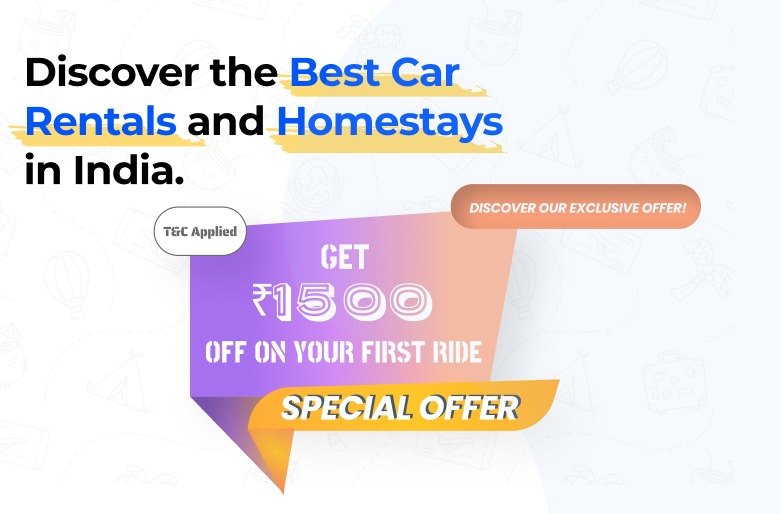 Discover the Best Car
Rentals and Homestays
in India.
DISCOVER OUR EXCLUSIVE OFFER!
T&C Applied
GET
₹1500
OFF ON YOUR FIRST RIDE
SPECIAL OFFER